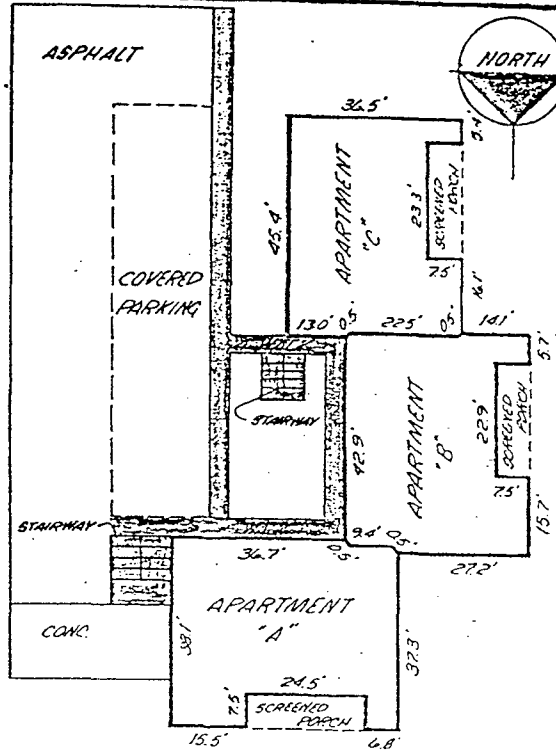 ASPHALT
NORTH
36.5'
5.4'
45.4'
APARTMENT
"C"
23.3'
SCREENED
PORCH
7.5'
16.1'
COVERED
PARKING
13.0'
0.5'
22.5'
0.5'
14.1'
5.7'
STAIRWAY
42.9'
APARTMENT
"B"
22.9'
SCREENED
PORCH
7.5'
15.7'
STAIRWAY
36.7'
0.5'
9.4'
0.5'
27.2'
APARTMENT
"A"
CONC.
38.1'
37.3'
24.5'
7.5'
SCREENED
PORCH
15.5'
6.8'